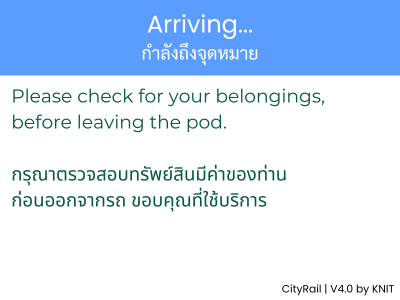 Arriving...
กำลังถึงจุดหมาย
Please check for your belongings,
before leaving the pod.
กรุณาตรวจสอบทรัพย์สินมีค่าของท่าน
ก่อนออกจากรถ ขอบคุณที่ใช้บริการ
CityRail | V4.0 by KNIT